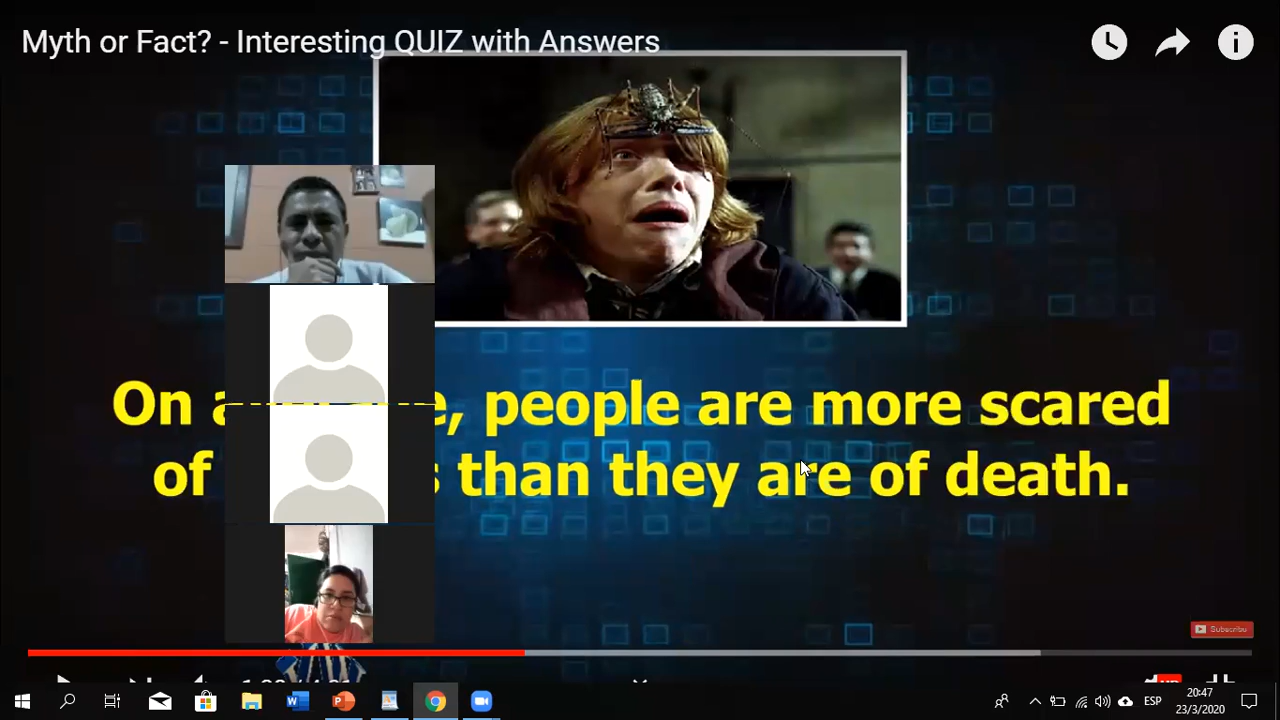 Myth or Fact? - Interesting QUIZ with Answers
On a e, people are more scared
of s than they are of death.
Subscribe
ESP
20:47
23/3/2020